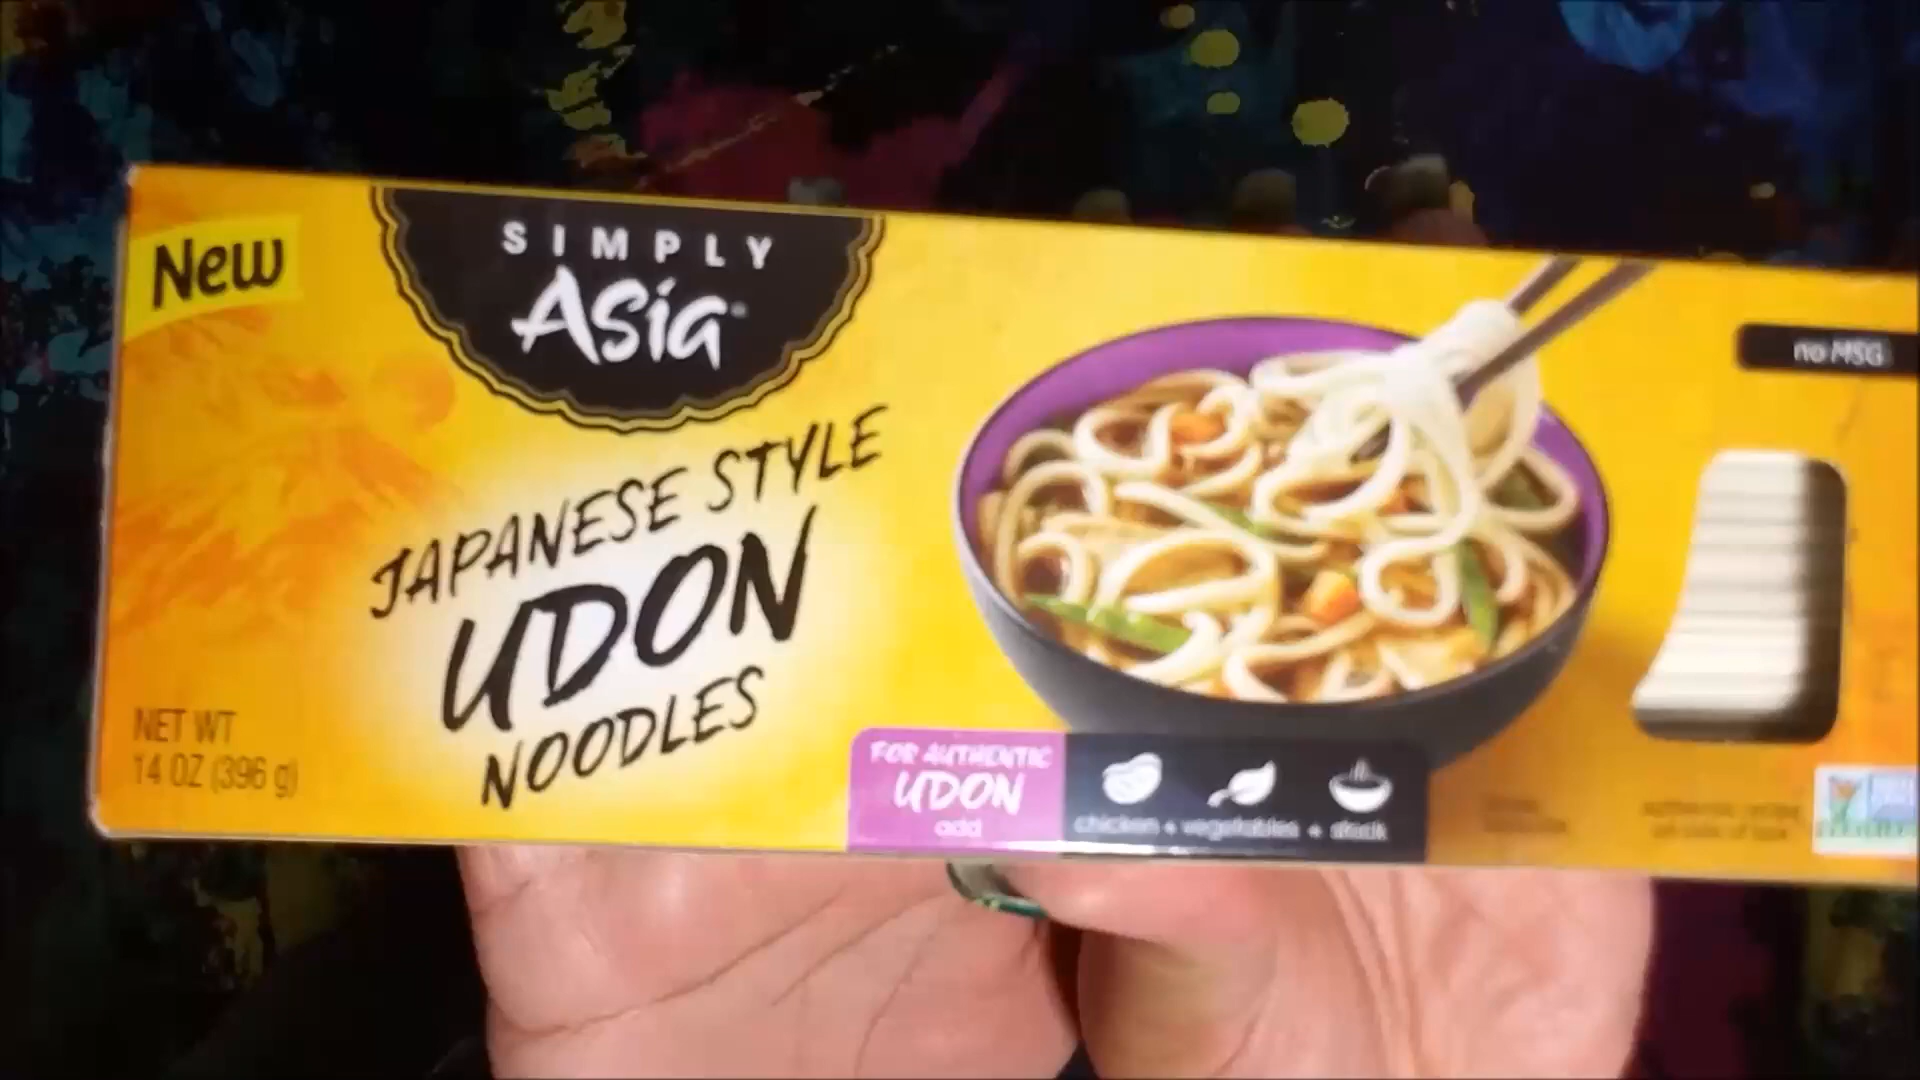 New
SIMPLY
Asia
JAPANESE STYLE
UDON
NOODLES
NET WT
14 OZ (396 g)
no MSG
FOR AUTHENTIC
UDON
add
chicken + vegetables + stock